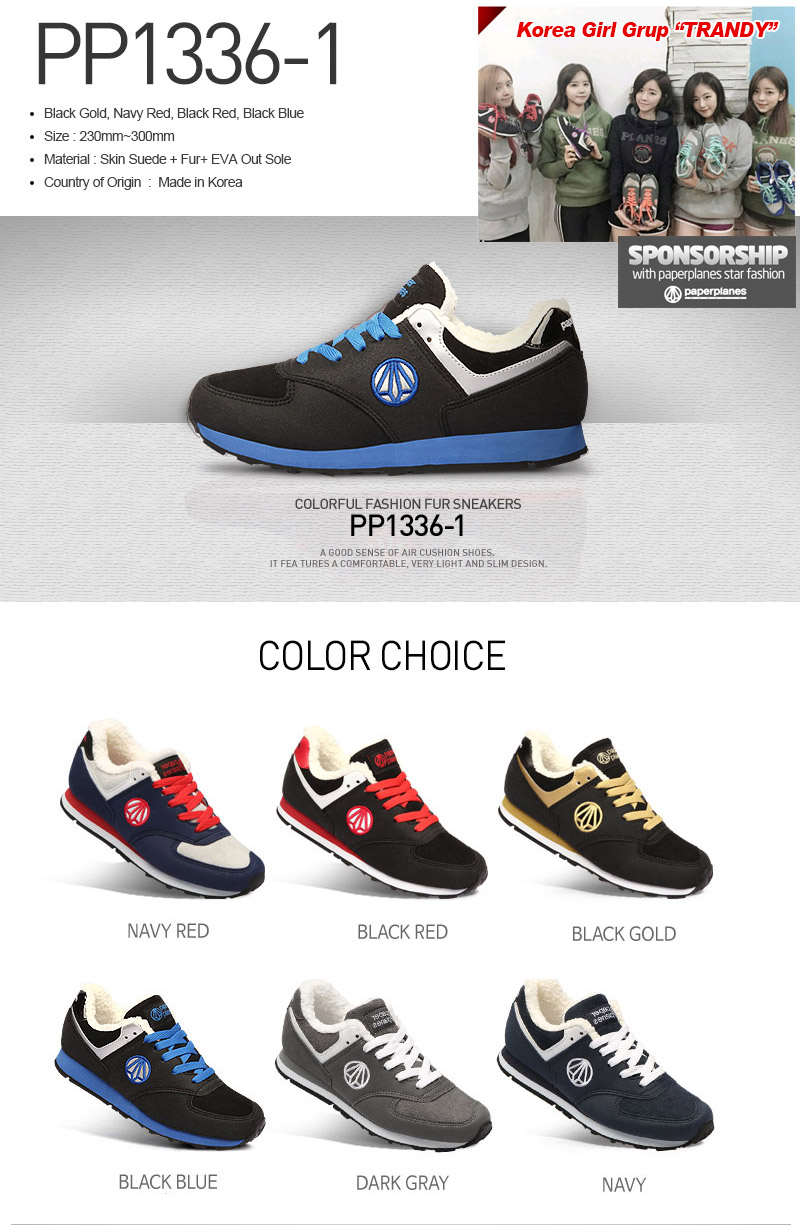 PP1336-1
Black Gold, Navy Red, Black Red, Black Blue
Size : 230mm~300mm
Material : Skin Suede + Fur+ EVA Out Sole
Country of Origin : Made in Korea
Korea Girl Grup “TRANDY”
PLANES
SPONSORSHIP
with paperplanes star fashion
paperplanes
COLORFUL FASHION FUR SNEAKERS
PP1336-1
A GOOD SENSE OF AIR CUSHION SHOES.
IT FEA TURES A COMFORTABLE, VERY LIGHT AND SLIM DESIGN.
COLOR CHOICE
NAVY RED
BLACK RED
BLACK GOLD
BLACK BLUE
DARK GRAY
NAVY